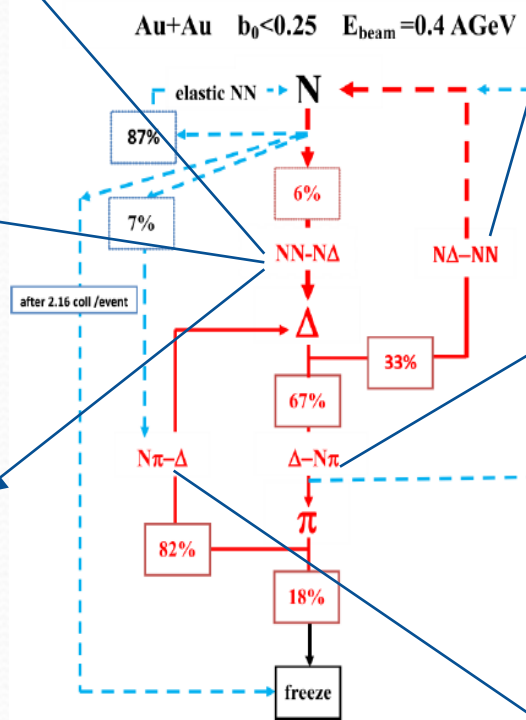 Au+Au b₀<0.25 E_beam =0.4 AGeV
elastic NN
N
87%
6%
7%
NN-NΔ
NΔ–NN
after 2.16 coll /event
Δ
33%
67%
Nπ–Δ
Δ–Nπ
π
82%
18%
freeze